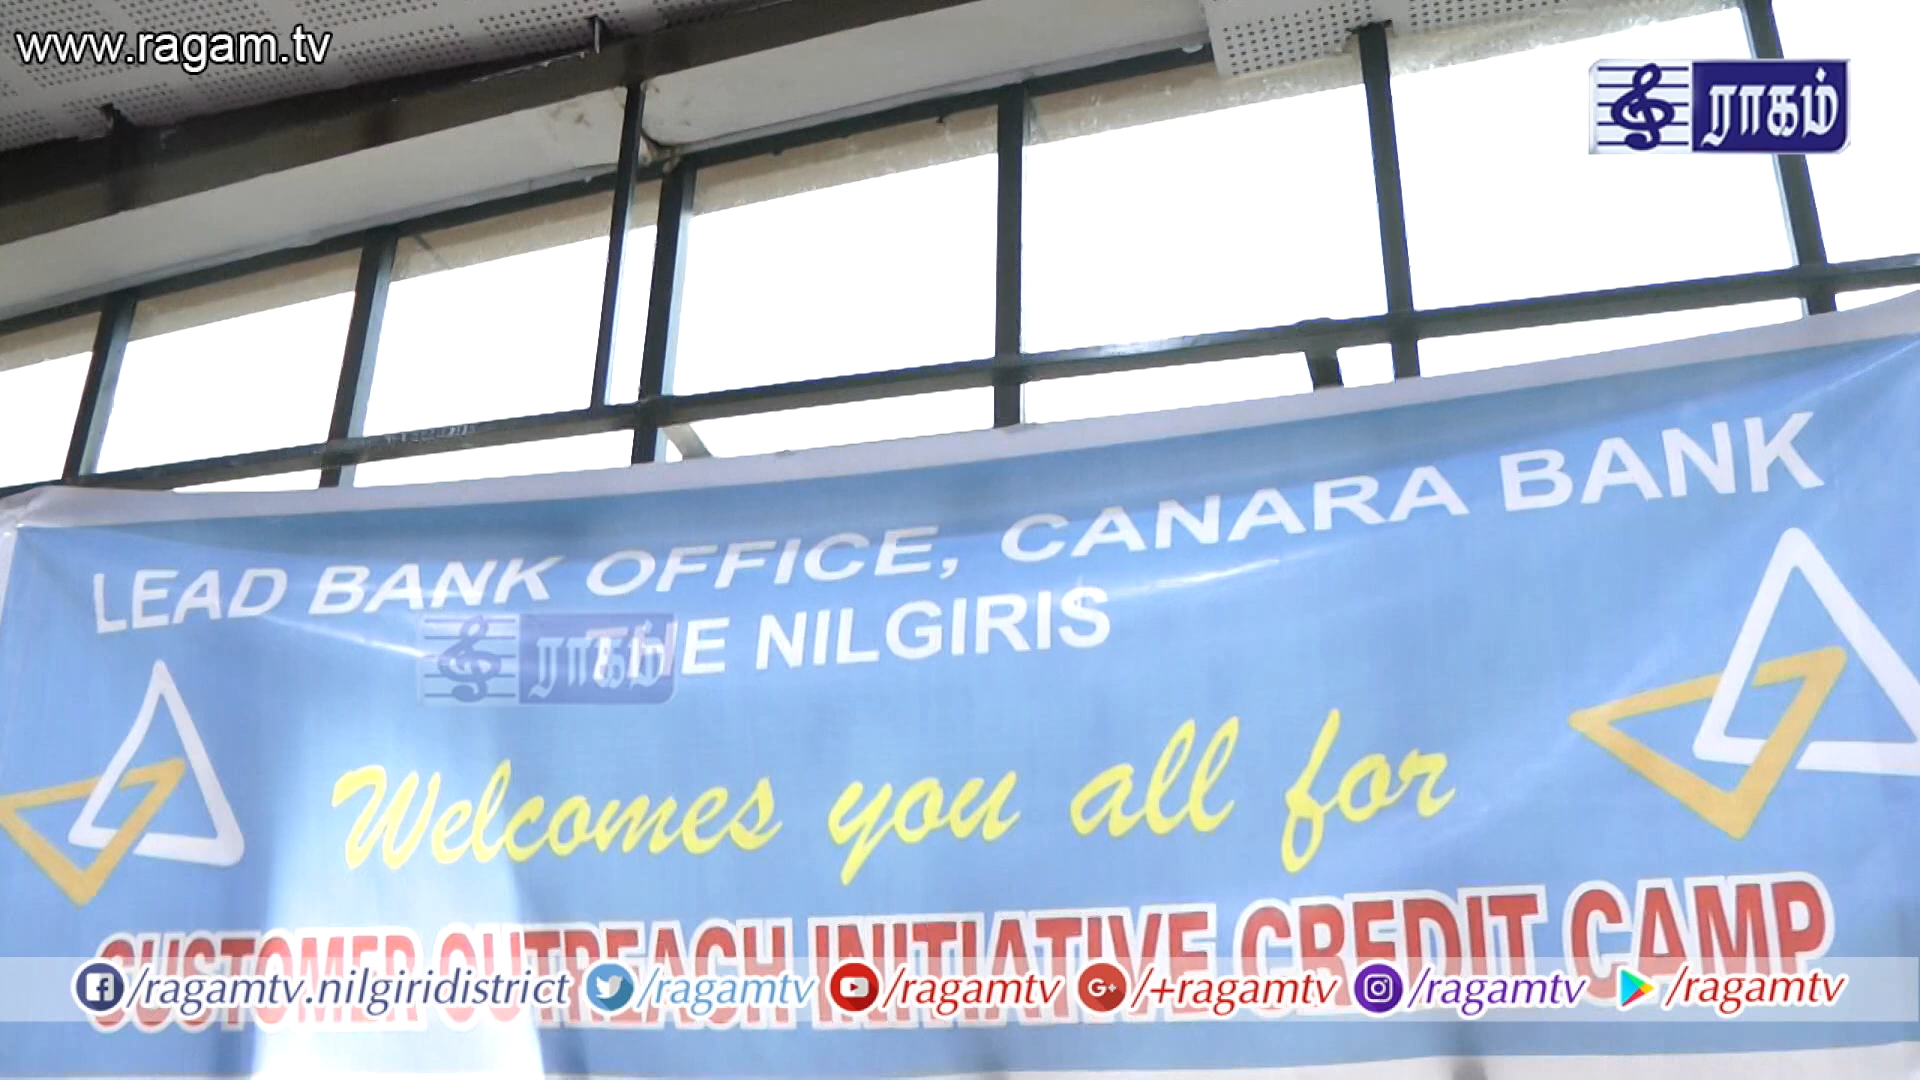 www.ragam.tv
ராகம்
LEAD BANK OFFICE, CANARA BANK
THE NILGIRIS
ராகம்
Welcomes you all for
CUSTOMER OUTREACH INITIATIVE CREDIT CAMP
/ragamtv.nilgiridistrict /ragamtv /ragamtv /+ragamtv /ragamtv /ragamtv